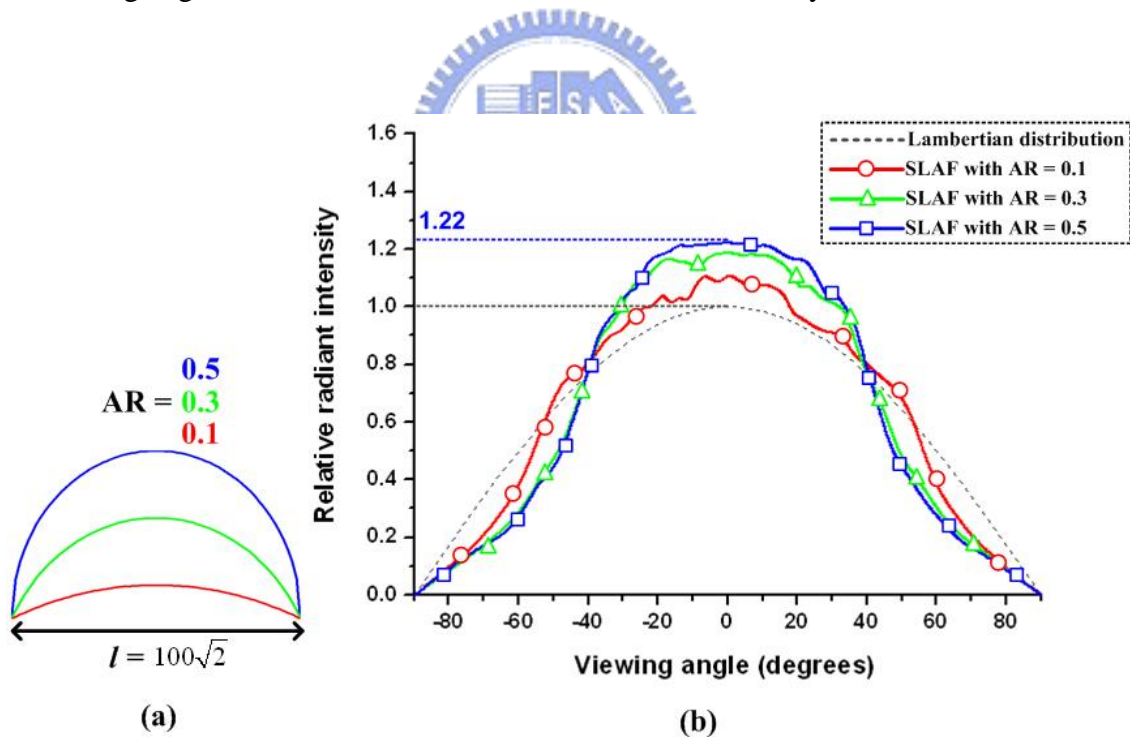 E S A
1.6
1.4
1.2
1.0
0.8
0.6
0.4
0.2
0.0
1.22
Relative radiant intensity
-80 -60 -40 -20 0 20 40 60 80
Viewing angle (degrees)
Lambertian distribution
SLAF with AR = 0.1
SLAF with AR = 0.3
SLAF with AR = 0.5
0.5
AR = 0.3
0.1
l = 100√2
(a)
(b)